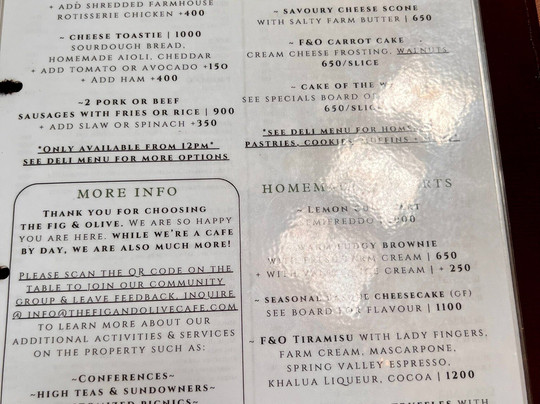 + ADD SHREDDED FARMHOUSE
ROTISSERIE CHICKEN +400
~ CHEESE TOASTIE | 1000
SOURDOUGH BREAD,
HOMEMADE AIOLI, CHEDDAR
+ ADD TOMATO OR AVOCADO +150
+ ADD HAM +400
~2 PORK OR BEEF
SAUSAGES WITH FRIES OR RICE | 900
+ ADD SLAW OR SPINACH +350
*ONLY AVAILABLE FROM 12PM*
SEE DELI MENU FOR MORE OPTIONS
MORE INFO
THANK YOU FOR CHOOSING
THE FIG & OLIVE. WE ARE SO HAPPY
YOU ARE HERE. WHILE WE'RE A CAFE
BY DAY, WE ARE ALSO MUCH MORE!
PLEASE SCAN THE QR CODE ON THE
TABLE TO JOIN OUR COMMUNITY
GROUP & LEAVE FEEDBACK. INQUIRE
@ INFO@THEFIGANDOLIVECAFE.COM
TO LEARN MORE ABOUT OUR
ADDITIONAL ACTIVITIES & SERVICES
ON THE PROPERTY SUCH AS:
~CONFERENCES~
~HIGH TEAS & SUNDOWNERS~
~ SAVOURY CHEESE SCONE
WITH SALTY FARM BUTTER | 650
~ F&O CARROT CAKE
CREAM CHEESE FROSTING, WALNUTS
650/SLICE
~ CAKE OF THE
SEE SPECIALS BOARD OR
650/
*SEE DELI MENU FOR
PASTRIES, COOKIES,
~ LEMON
BROWNIE
WITH CREAM | 650
+ WITH CREAM | + 250
~ SEASONAL CHEESECAKE (GF)
SEE BOARD FOR FLAVOUR | 1100
~ F&O TIRAMISU WITH LADY FINGERS,
FARM CREAM, MASCARPONE,
SPRING VALLEY ESPRESSO,
KHALUA LIQUEUR, COCOA | 1200
WITH